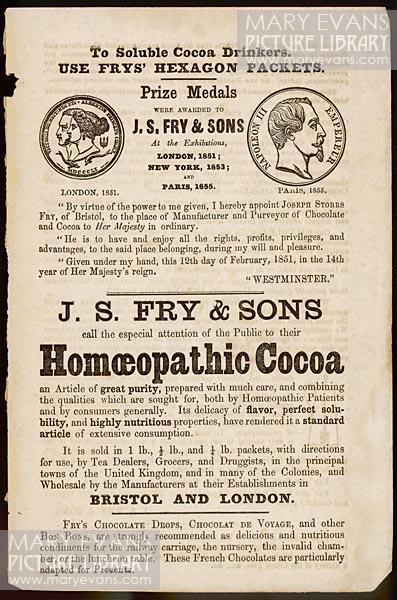 MARY EVANS
PICTURE LIBRARY
www.maryevans.com
To Soluble Cocoa Drinkers.
USE FRYS' HEXAGON PACKETS.
Prize Medals
WERE AWARDED TO
J. S. FRY & SONS
At the Exhibitions,
LONDON, 1851;
NEW YORK, 1853;
AND
PARIS, 1855.
MDCCCLI
LONDON, 1851.
NAPOLEON III EMPEREUR
PARIS, 1855.
"By virtue of the power to me given, I hereby appoint JOSEPH STORRS
FRY, of Bristol, to the place of Manufacturer and Purveyor of Chocolate
and Cocoa to Her Majesty in ordinary.
"He is to have and enjoy all the rights, profits, privileges, and
advantages, to the said place belonging, during my will and pleasure.
"Given under my hand, this 12th day of February, 1851, in the 14th
year of Her Majesty's reign.
"WESTMINSTER."
J. S. FRY & SONS
call the especial attention of the Public to their
Homœopathic Cocoa
an Article of great purity, prepared with much care, and combining
the qualities which are sought for, both by Homœopathic Patients
and by consumers generally. Its delicacy of flavor, perfect solu-
bility, and highly nutritious properties, have rendered it a standard
article of extensive consumption.
It is sold in 1 lb., ½ lb., and ¼ lb. packets, with directions
for use, by Tea Dealers, Grocers, and Druggists, in the principal
towns of the United Kingdom, and in many of the Colonies, and
Wholesale by the Manufacturers at their Establishments in
BRISTOL AND LONDON.
FRY'S CHOCOLATE DROPS, CHOCOLAT DE VOYAGE, and other
BON BONS, are strongly recommended as delicious and nutritious
condiments for the railway carriage, the nursery, the invalid cham-
ber, or the luncheon table. These French Chocolates are particularly
adapted for Presents.
MARY EVANS
PICTURE LIBRARY
www.maryevans.com